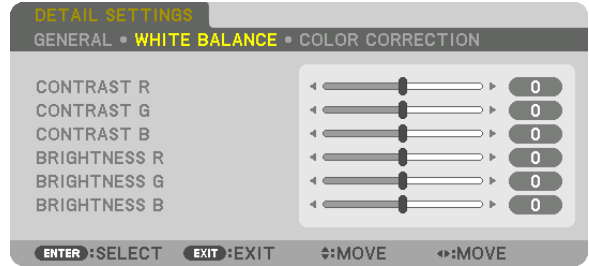 DETAIL SETTINGS
GENERAL • WHITE BALANCE • COLOR CORRECTION
CONTRAST R 0
CONTRAST G 0
CONTRAST B 0
BRIGHTNESS R 0
BRIGHTNESS G 0
BRIGHTNESS B 0
ENTER:SELECT EXIT:EXIT :MOVE :MOVE